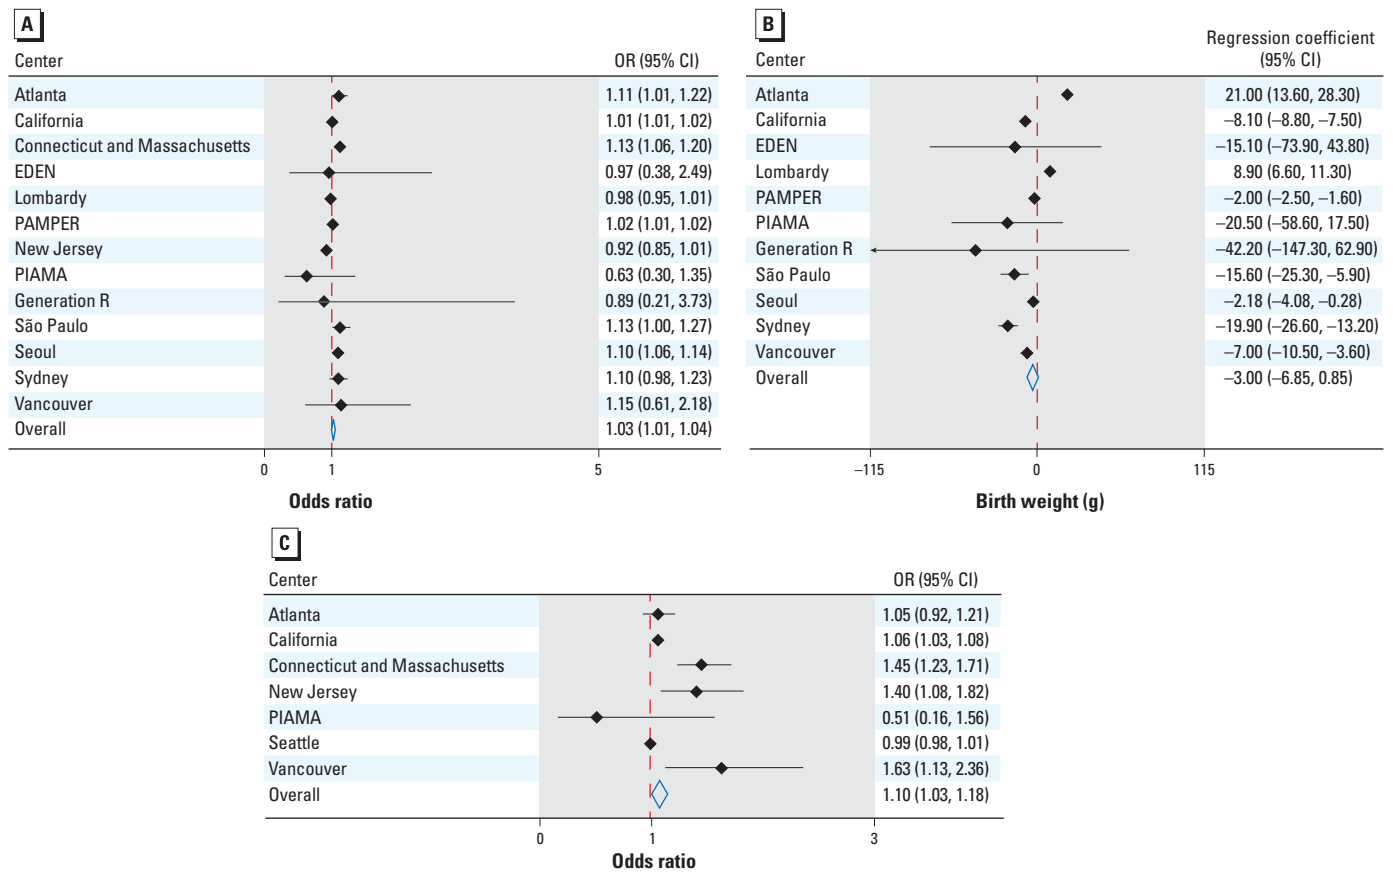 A
Center OR (95% CI)
Atlanta 1.11 (1.01, 1.22)
California 1.01 (1.01, 1.02)
Connecticut and Massachusetts 1.13 (1.06, 1.20)
EDEN 0.97 (0.38, 2.49)
Lombardy 0.98 (0.95, 1.01)
PAMPER 1.02 (1.01, 1.02)
New Jersey 0.92 (0.85, 1.01)
PIAMA 0.63 (0.30, 1.35)
Generation R 0.89 (0.21, 3.73)
São Paulo 1.13 (1.00, 1.27)
Seoul 1.10 (1.06, 1.14)
Sydney 1.10 (0.98, 1.23)
Vancouver 1.15 (0.61, 2.18)
Overall 1.03 (1.01, 1.04)
0 1 5
Odds ratio
B
Regression coefficient
Center (95% CI)
Atlanta 21.00 (13.60, 28.30)
California –8.10 (–8.80, –7.50)
EDEN –15.10 (–73.90, 43.80)
Lombardy 8.90 (6.60, 11.30)
PAMPER –2.00 (–2.50, –1.60)
PIAMA –20.50 (–58.60, 17.50)
Generation R –42.20 (–147.30, 62.90)
São Paulo –15.60 (–25.30, –5.90)
Seoul –2.18 (–4.08, –0.28)
Sydney –19.90 (–26.60, –13.20)
Vancouver –7.00 (–10.50, –3.60)
Overall –3.00 (–6.85, 0.85)
–115 0 115
Birth weight (g)
C
Center OR (95% CI)
Atlanta 1.05 (0.92, 1.21)
California 1.06 (1.03, 1.08)
Connecticut and Massachusetts 1.45 (1.23, 1.71)
New Jersey 1.40 (1.08, 1.82)
PIAMA 0.51 (0.16, 1.56)
Seattle 0.99 (0.98, 1.01)
Vancouver 1.63 (1.13, 2.36)
Overall 1.10 (1.03, 1.18)
0 1 3
Odds ratio